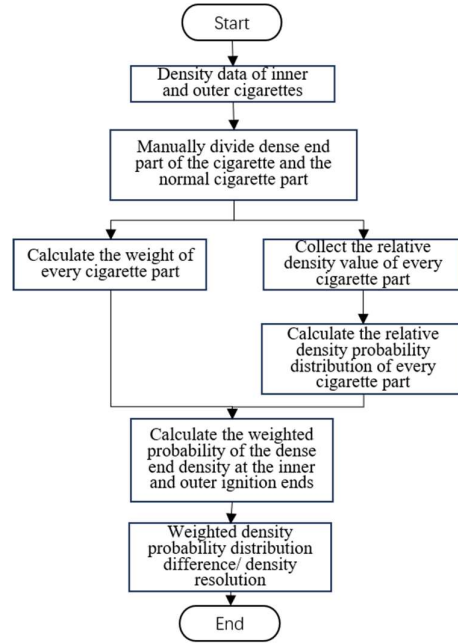 Start
Density data of inner
and outer cigarettes
Manually divide dense end
part of the cigarette and the
normal cigarette part
Calculate the weight of
every cigarette part
Collect the relative
density value of every
cigarette part
Calculate the relative
density probability
distribution of every
cigarette part
Calculate the weighted
probability of the dense
end density at the inner
and outer ignition ends
Weighted density
probability distribution
difference/ density
resolution
End